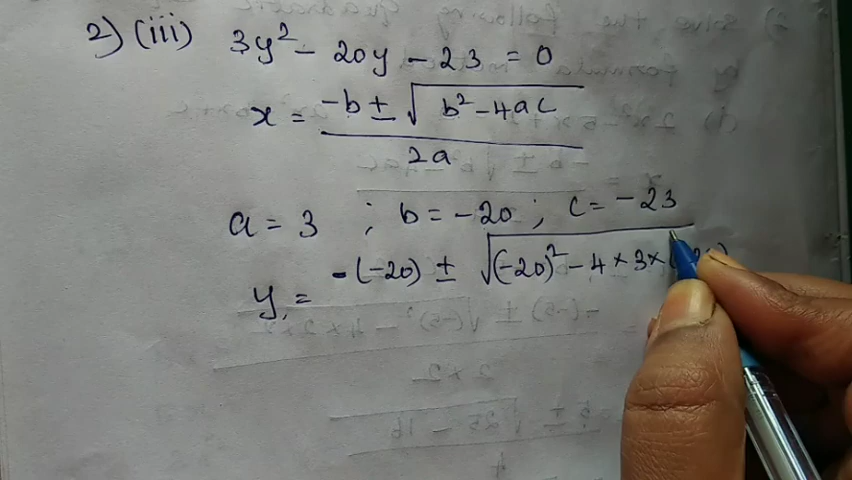 2) (iii) 3y² - 20y - 23 = 0
x = -b ± √(b² - 4ac) / 2a
a = 3 ; b = -20 ; c = -23
y = -(-20) ± √((-20)² - 4 × 3 ×